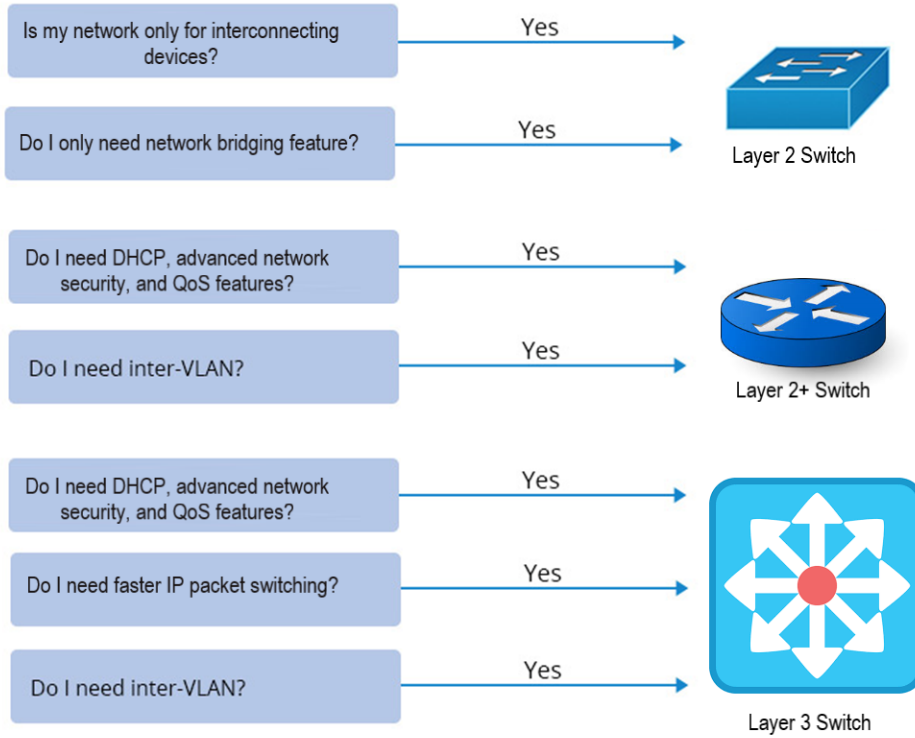 Is my network only for interconnecting
devices?
Yes
Do I only need network bridging feature?
Yes
Layer 2 Switch
Do I need DHCP, advanced network
security, and QoS features?
Yes
Do I need inter-VLAN?
Yes
Layer 2+ Switch
Do I need DHCP, advanced network
security, and QoS features?
Yes
Do I need faster IP packet switching?
Yes
Do I need inter-VLAN?
Yes
Layer 3 Switch